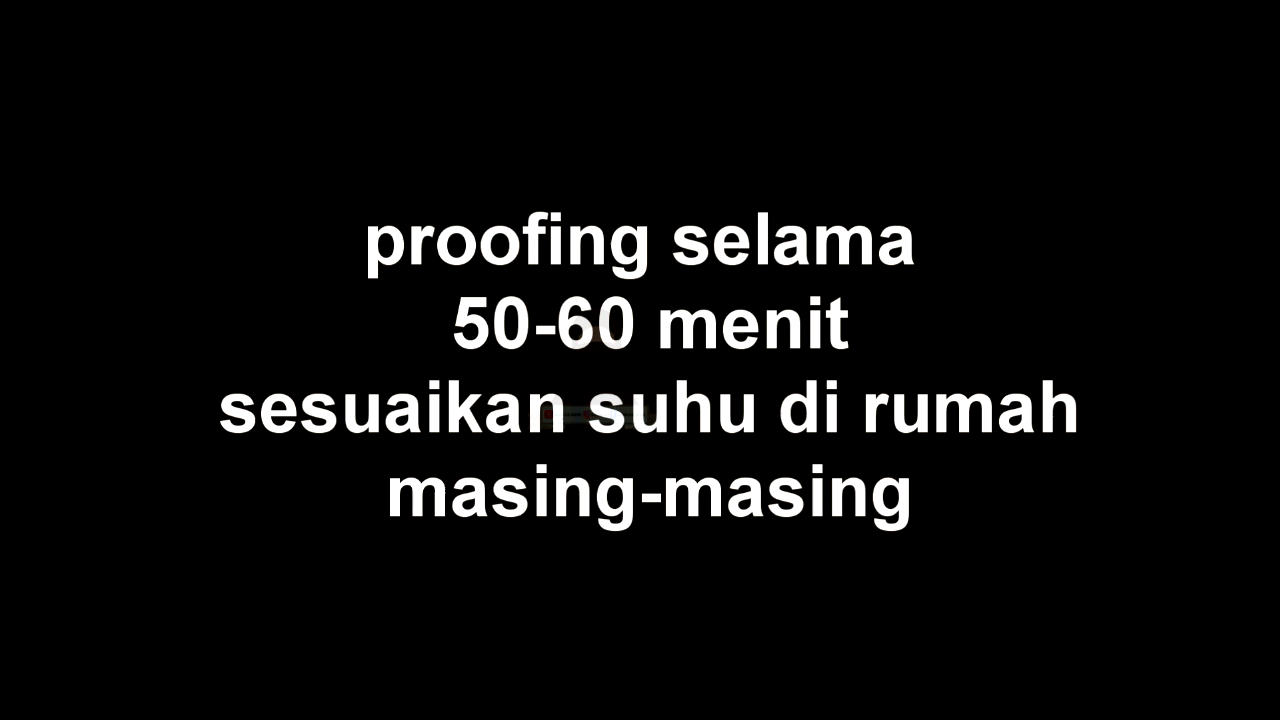 proofing selama
50-60 menit
sesuaikan suhu di rumah
masing-masing